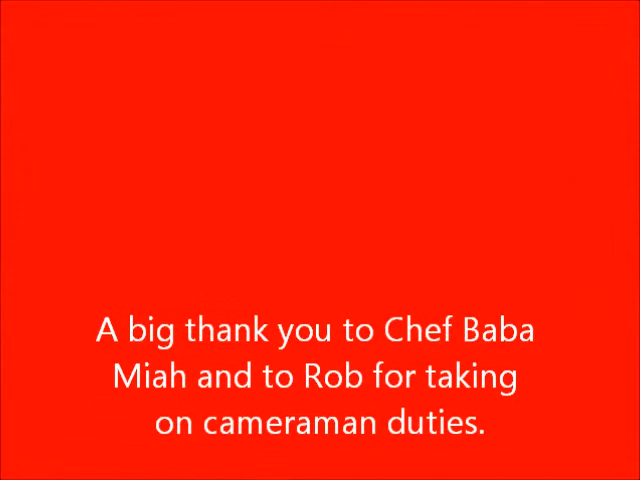 A big thank you to Chef Baba
Miah and to Rob for taking
on cameraman duties.